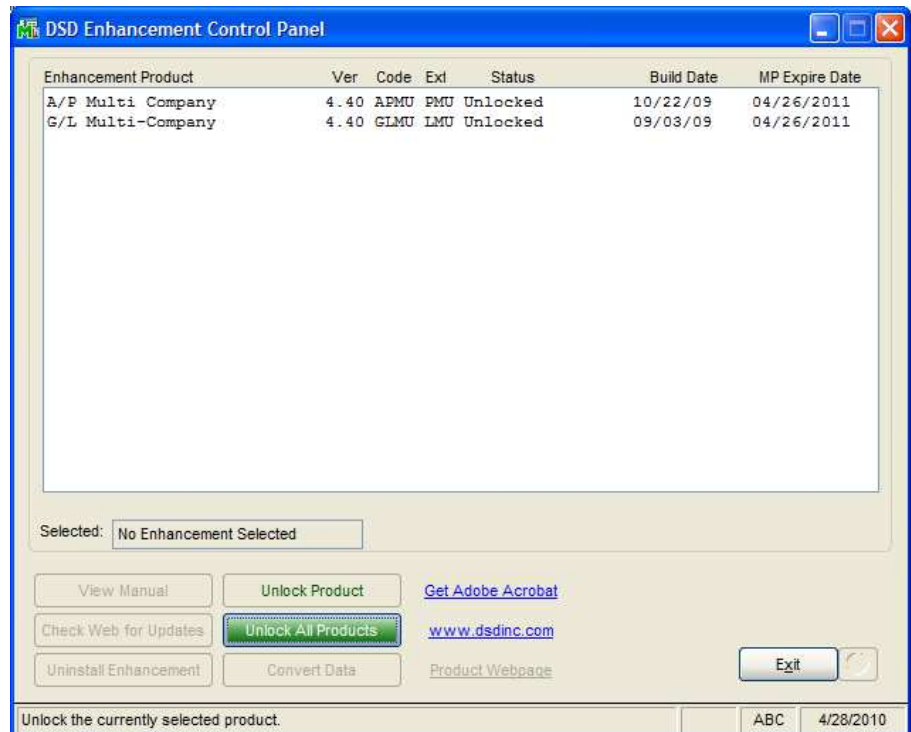 DSD Enhancement Control Panel
Enhancement Product Ver Code Ext Status Build Date MP Expire Date
A/P Multi Company 4.40 APMU PMU Unlocked 10/22/09 04/26/2011
G/L Multi-Company 4.40 GLMU LMU Unlocked 09/03/09 04/26/2011
Selected: No Enhancement Selected
View Manual Unlock Product Get Adobe Acrobat
Check Web for Updates Unlock All Products www.dsdinc.com
Uninstall Enhancement Convert Data Product Webpage Exit
Unlock the currently selected product. ABC 4/28/2010